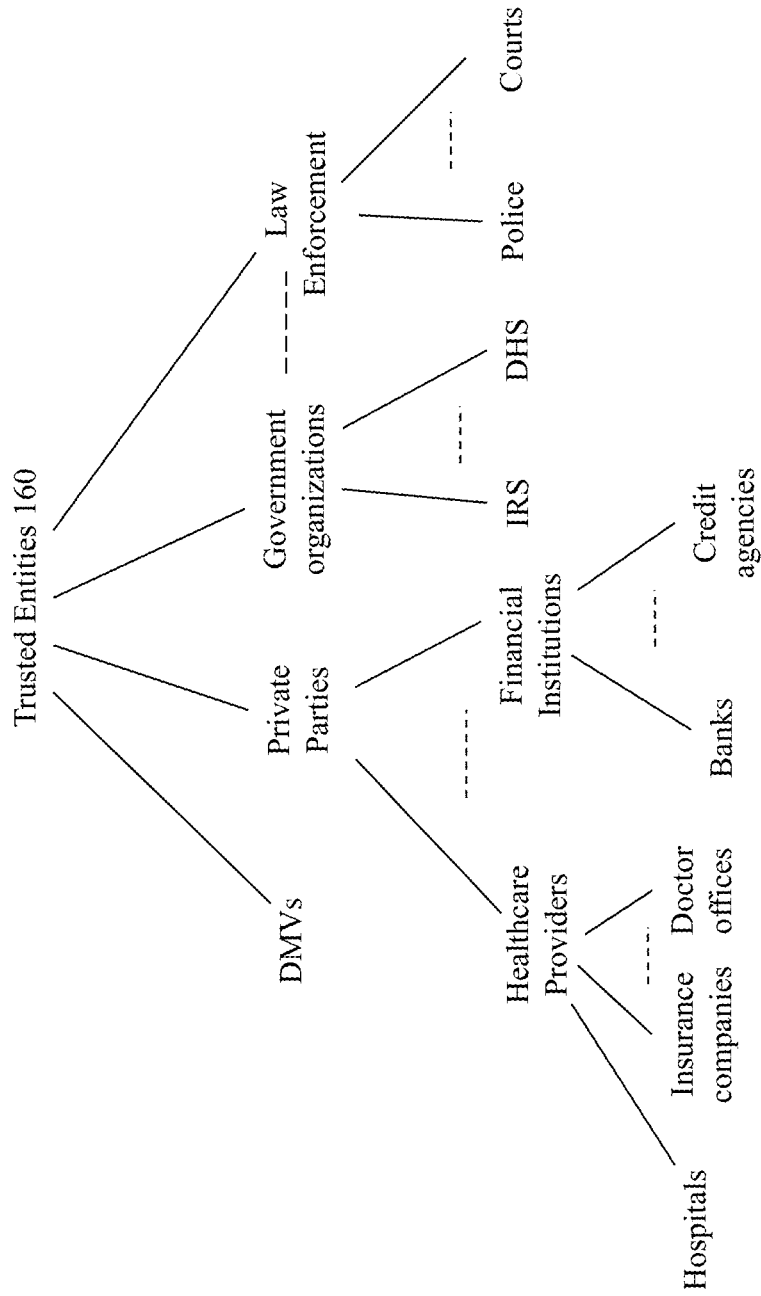 Trusted Entities 160
DMVs
Private
Parties
Government
organizations
Law
Enforcement
Healthcare
Providers
Financial
Institutions
IRS
DHS
Police
Courts
Hospitals
Insurance
companies
Doctor
offices
Banks
Credit
agencies